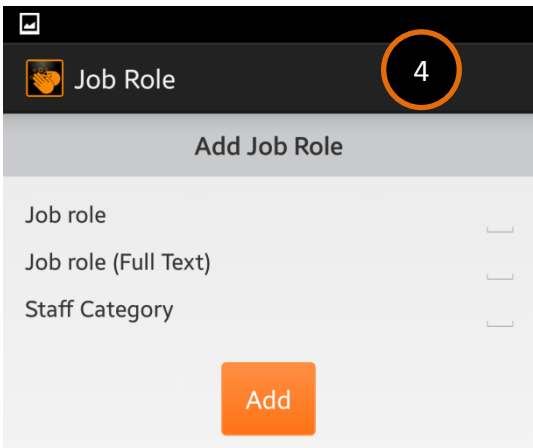 Job Role
4
Add Job Role
Job role
Job role (Full Text)
Staff Category
Add